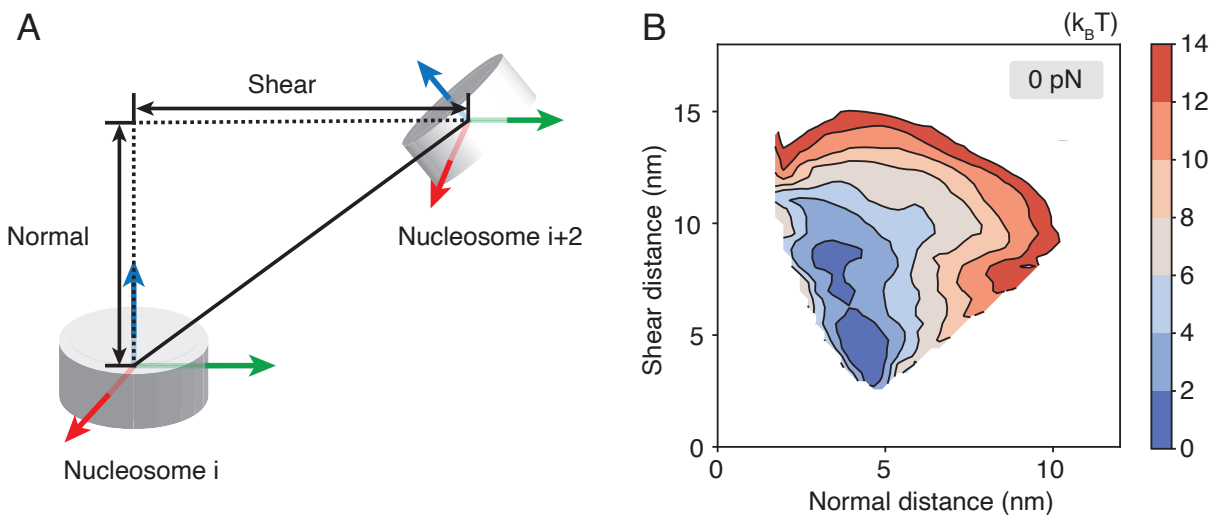 A
Shear
Normal
Nucleosome i+2
Nucleosome i
B
(k_BT)
0 pN
14
12
10
8
6
4
2
0
15
10
5
0
Shear distance (nm)
0 5 10
Normal distance (nm)